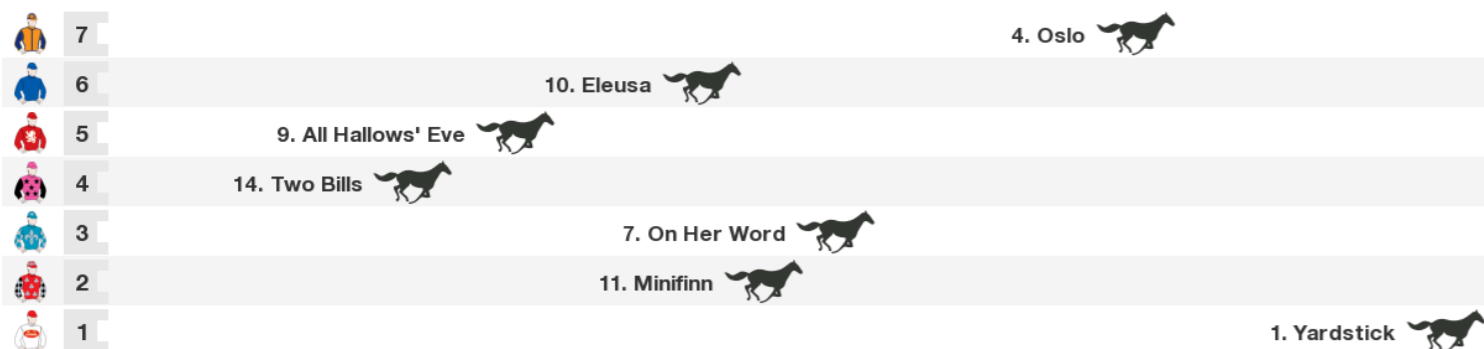 7 4. Oslo
6 10. Eleusa
5 9. All Hallows' Eve
4 14. Two Bills
3 7. On Her Word
2 11. Minifinn
1 1. Yardstick